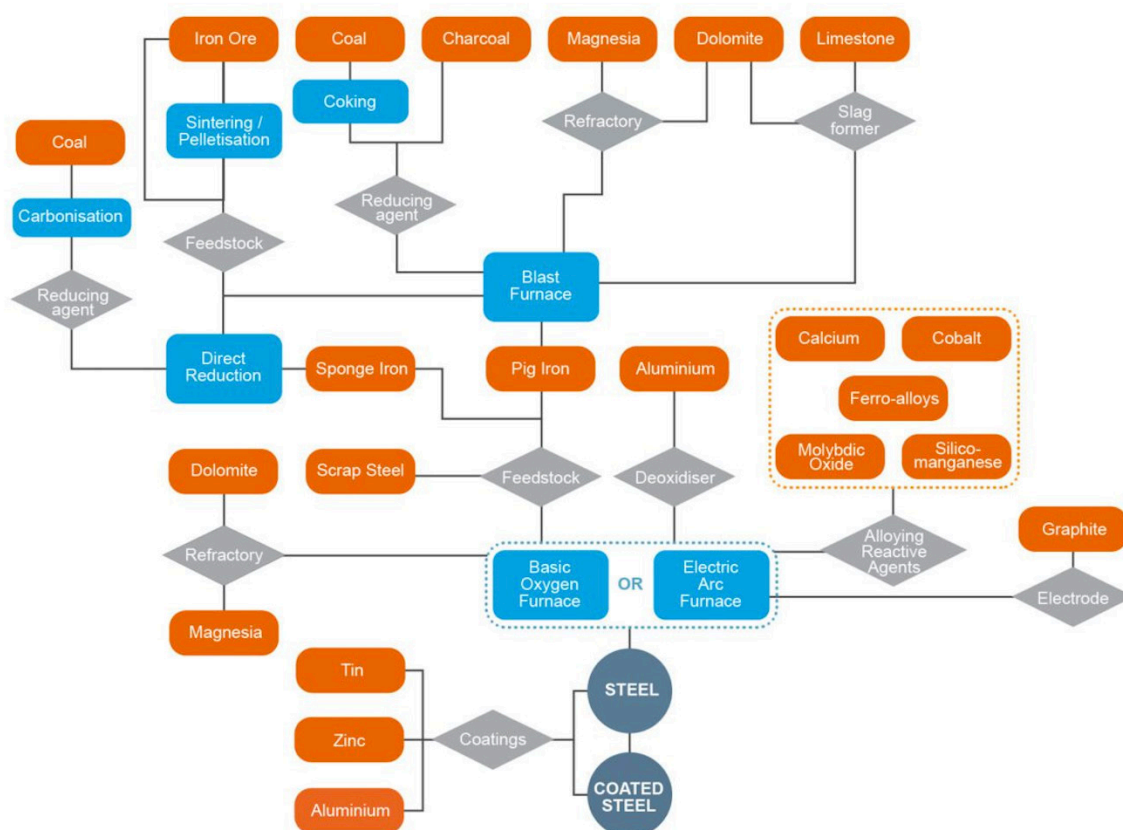 Iron Ore
Coal
Charcoal
Magnesia
Dolomite
Limestone
Coking
Sintering /
Pelletisation
Refractory
Slag
former
Coal
Carbonisation
Reducing
agent
Feedstock
Blast
Furnace
Reducing
agent
Calcium
Cobalt
Direct
Reduction
Sponge Iron
Pig Iron
Aluminium
Ferro-alloys
Molybdic
Oxide
Silico-
manganese
Dolomite
Scrap Steel
Feedstock
Deoxidiser
Graphite
Refractory
Alloying
Reactive
Agents
Basic
Oxygen
Furnace
OR
Electric
Arc
Furnace
Electrode
Magnesia
Tin
STEEL
Zinc
Coatings
COATED
STEEL
Aluminium